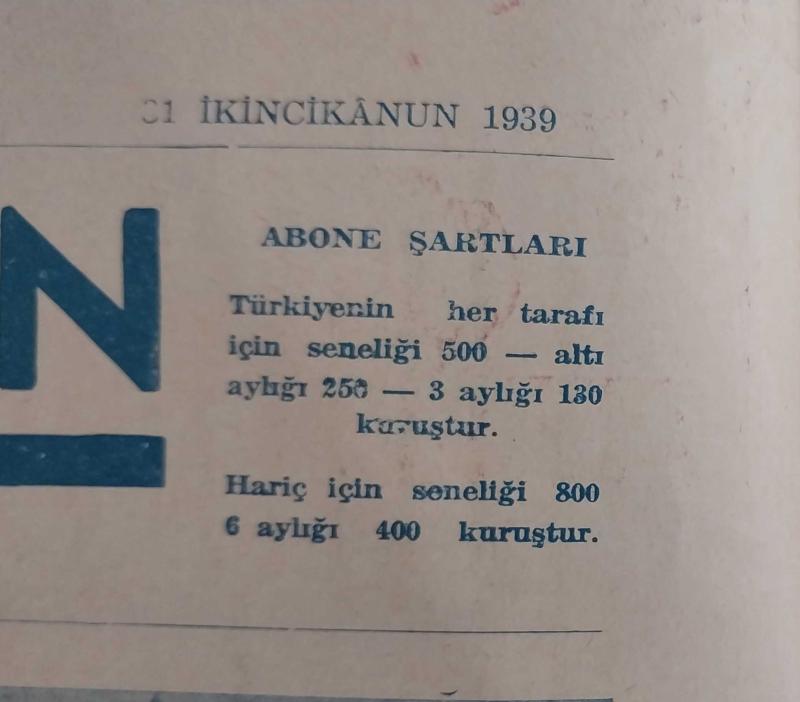 31 İKİNCİKÂNUN 1939
N
ABONE ŞARTLARI
Türkiyenin her tarafı
için seneliği 500 — altı
aylığı 250 — 3 aylığı 130
kuruştur.
Hariç için seneliği 800
6 aylığı 400 kuruştur.